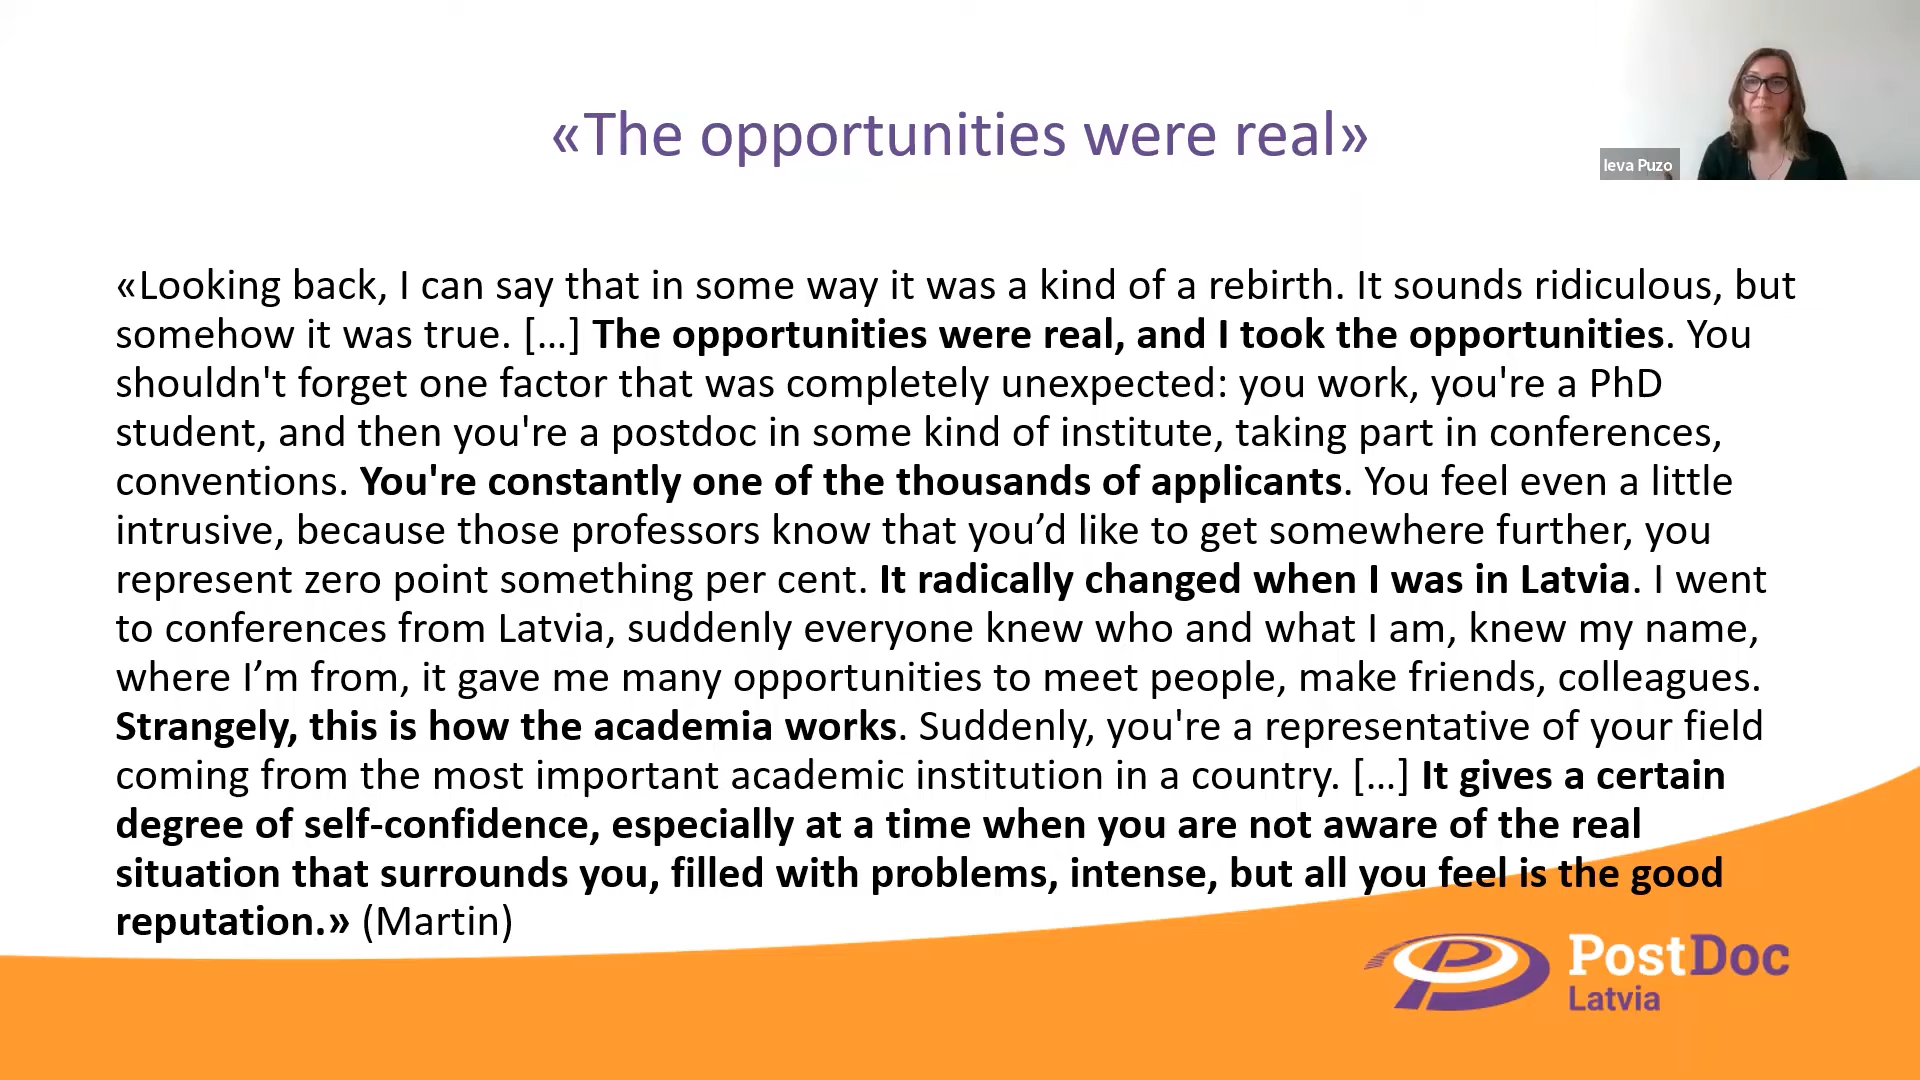 «The opportunities were real»
Ieva Puzo
«Looking back, I can say that in some way it was a kind of a rebirth. It sounds ridiculous, but
somehow it was true. […] The opportunities were real, and I took the opportunities. You
shouldn't forget one factor that was completely unexpected: you work, you're a PhD
student, and then you're a postdoc in some kind of institute, taking part in conferences,
conventions. You're constantly one of the thousands of applicants. You feel even a little
intrusive, because those professors know that you’d like to get somewhere further, you
represent zero point something per cent. It radically changed when I was in Latvia. I went
to conferences from Latvia, suddenly everyone knew who and what I am, knew my name,
where I’m from, it gave me many opportunities to meet people, make friends, colleagues.
Strangely, this is how the academia works. Suddenly, you're a representative of your field
coming from the most important academic institution in a country. […] It gives a certain
degree of self-confidence, especially at a time when you are not aware of the real
situation that surrounds you, filled with problems, intense, but all you feel is the good
reputation.» (Martin)
PostDoc
Latvia